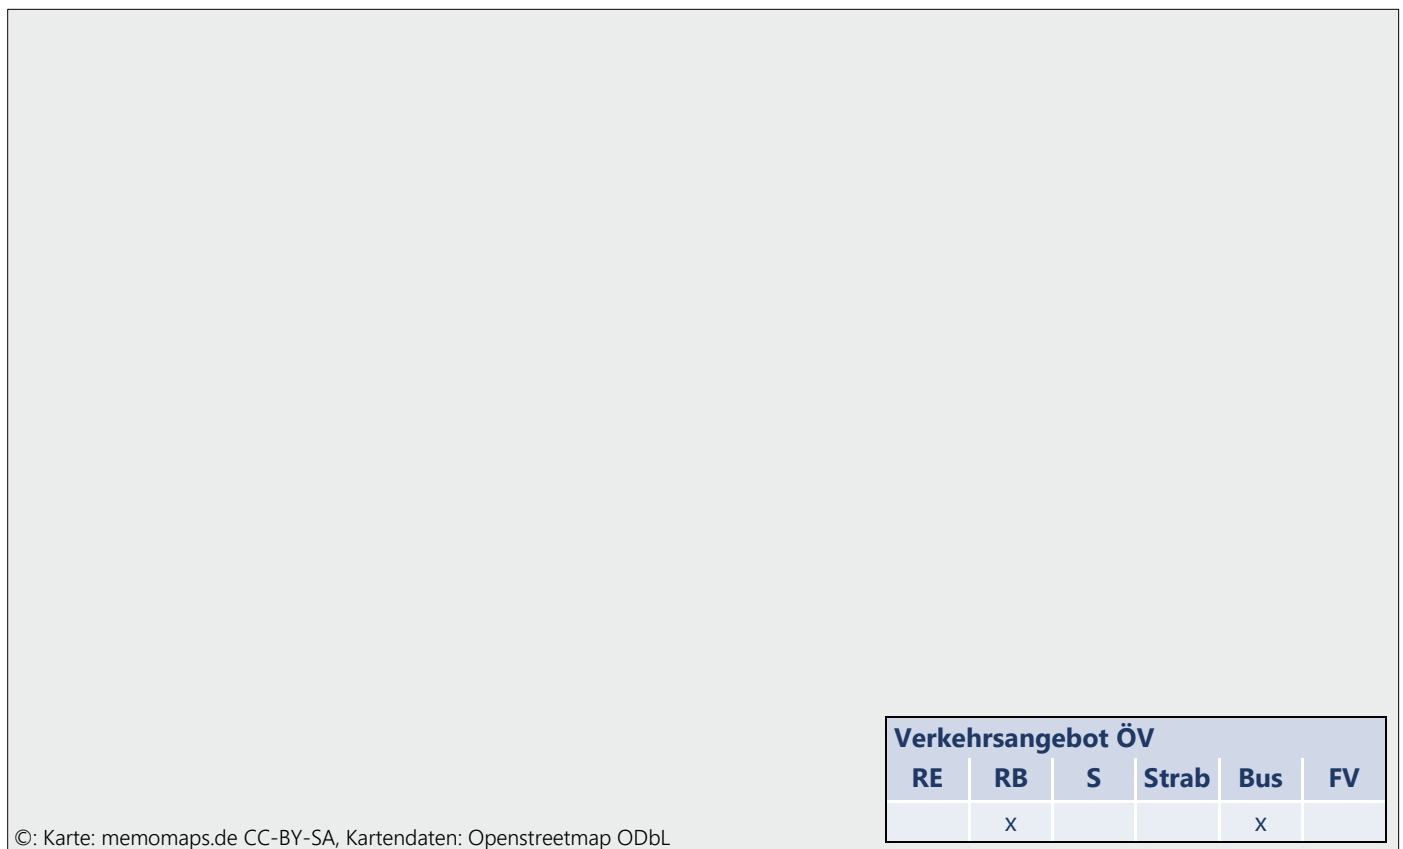 Verkehrsangebot ÖV
RE RB S Strab Bus FV
x x
©: Karte: memomaps.de CC-BY-SA, Kartendaten: Openstreetmap ODbL